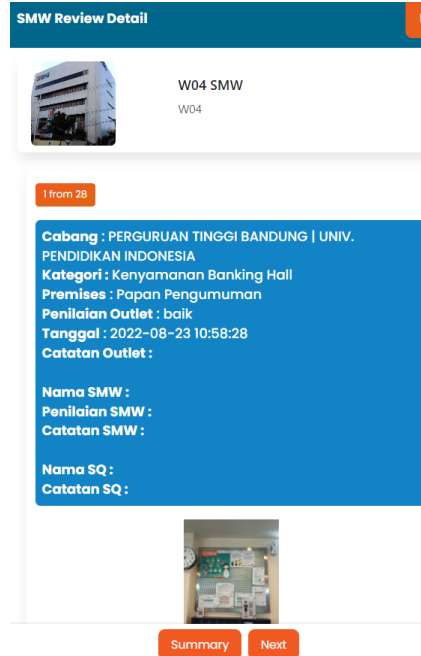 SMW Review Detail
W04 SMW
W04
1 from 28
Cabang : PERGURUAN TINGGI BANDUNG | UNIV.
PENDIDIKAN INDONESIA
Kategori : Kenyamanan Banking Hall
Premises : Papan Pengumuman
Penilaian Outlet : baik
Tanggal : 2022-08-23 10:58:28
Catatan Outlet :
Nama SMW :
Penilaian SMW :
Catatan SMW :
Nama SQ :
Catatan SQ :
Summary
Next